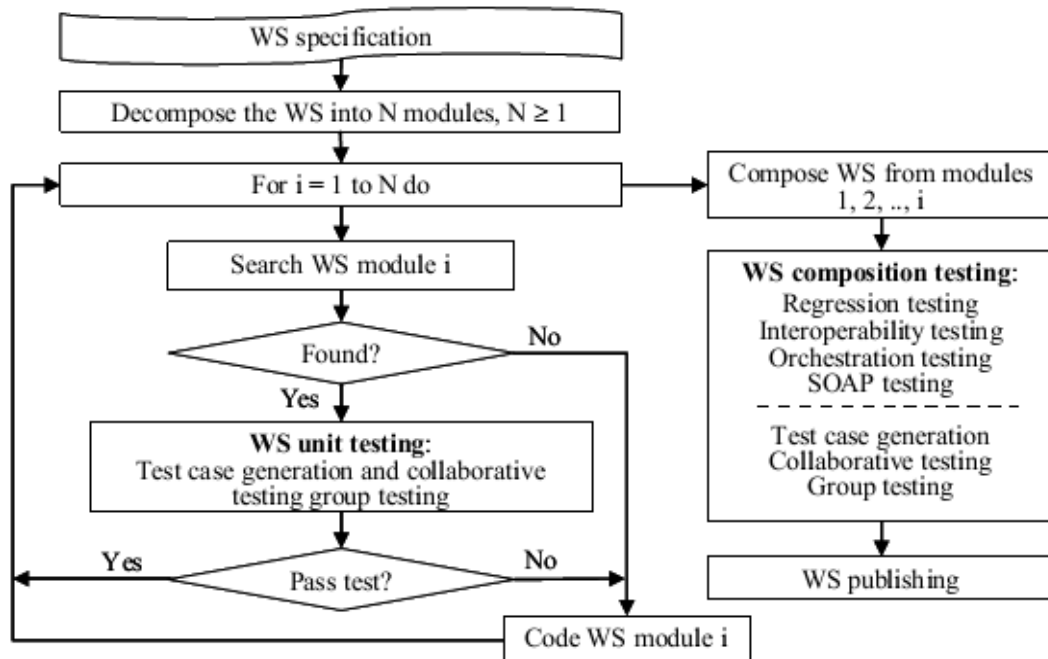 WS specification
Decompose the WS into N modules, N ≥ 1
For i = 1 to N do
Search WS module i
Found?
No
Yes
WS unit testing:
Test case generation and collaborative
testing group testing
Yes
Pass test?
No
Code WS module i
Compose WS from modules
1, 2, .., i
WS composition testing:
Regression testing
Interoperability testing
Orchestration testing
SOAP testing
Test case generation
Collaborative testing
Group testing
WS publishing